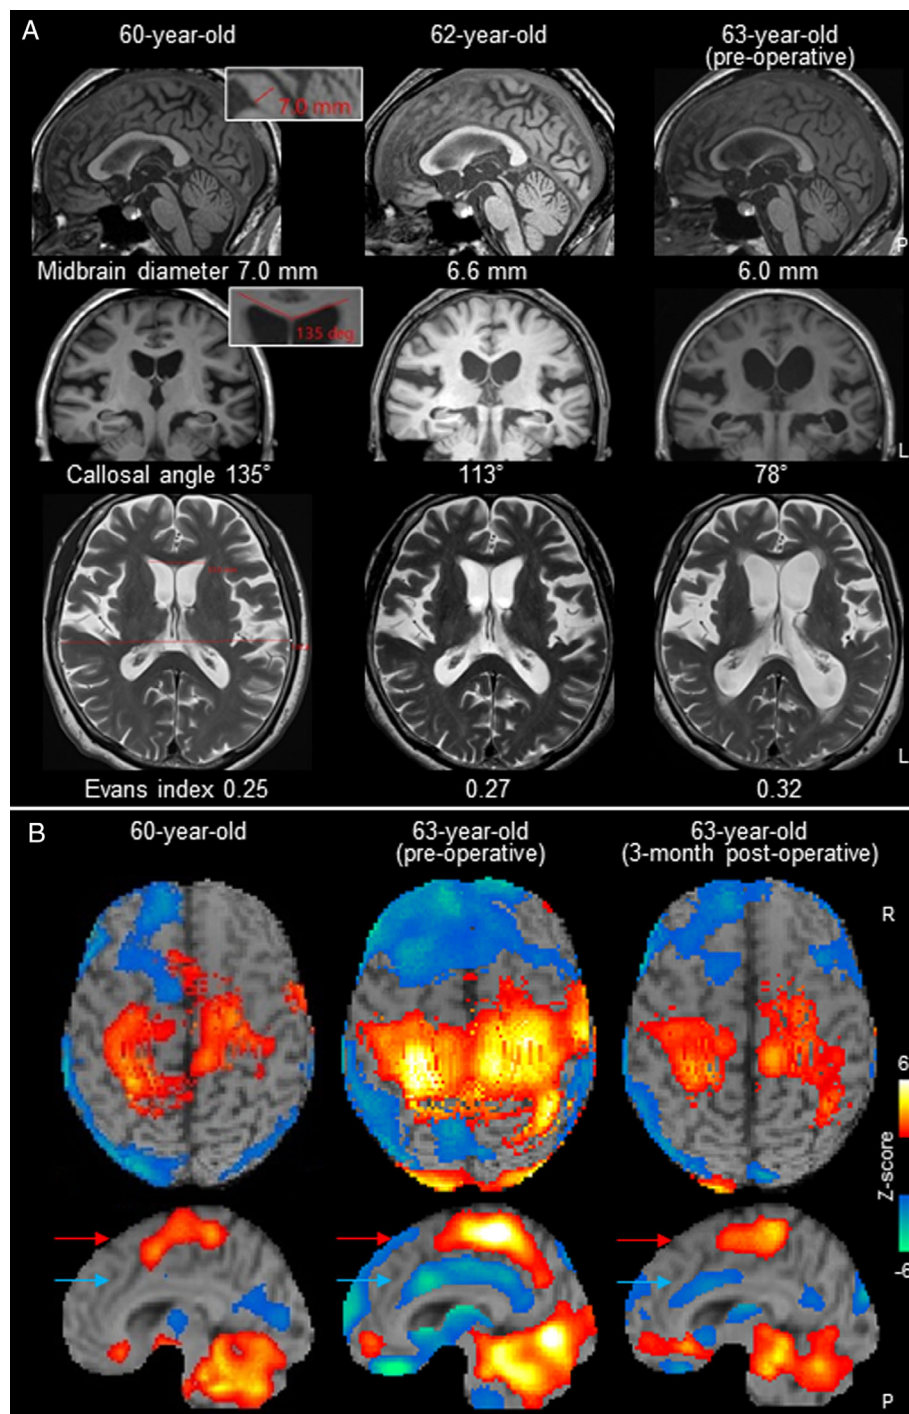 A
60-year-old
62-year-old
63-year-old
(pre-operative)
7.0 mm
P
Midbrain diameter 7.0 mm
6.6 mm
6.0 mm
135 deg
L
Callosal angle 135°
113°
78°
L
Evans index 0.25
0.27
0.32
B
60-year-old
63-year-old
(pre-operative)
63-year-old
(3-month post-operative)
R
6
Z-score
-6
P